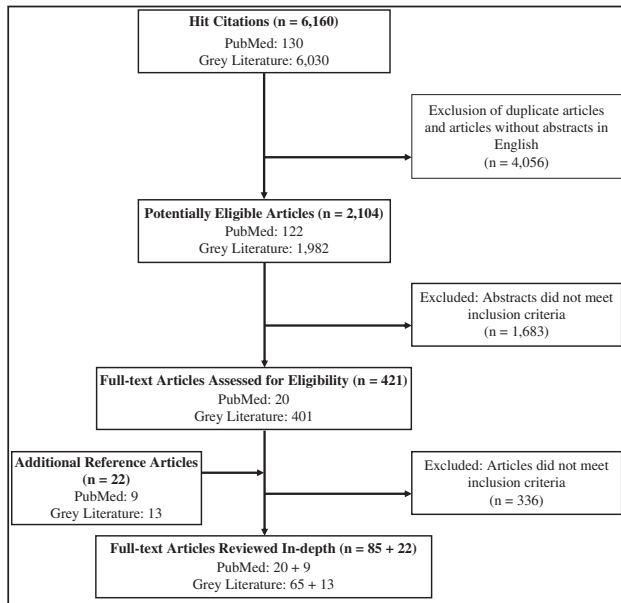 Hit Citations (n = 6,160)
PubMed: 130
Grey Literature: 6,030
Exclusion of duplicate articles
and articles without abstracts in
English
(n = 4,056)
Potentially Eligible Articles (n = 2,104)
PubMed: 122
Grey Literature: 1,982
Excluded: Abstracts did not meet
inclusion criteria
(n = 1,683)
Full-text Articles Assessed for Eligibility (n = 421)
PubMed: 20
Grey Literature: 401
Additional Reference Articles
(n = 22)
PubMed: 9
Grey Literature: 13
Excluded: Articles did not meet
inclusion criteria
(n = 336)
Full-text Articles Reviewed In-depth (n = 85 + 22)
PubMed: 20 + 9
Grey Literature: 65 + 13